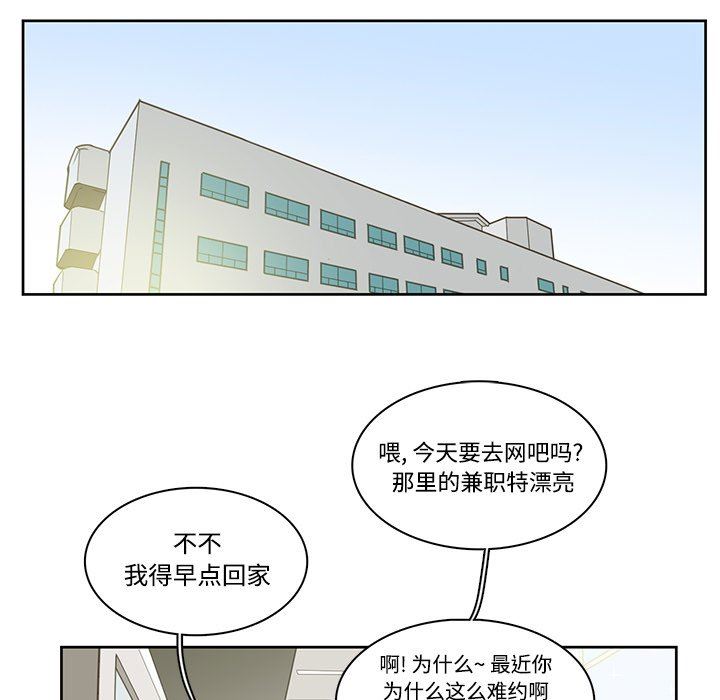 喂, 今天要去网吧吗?
那里的兼职特漂亮
不不
我得早点回家
啊! 为什么~ 最近你
为什么这么难约啊